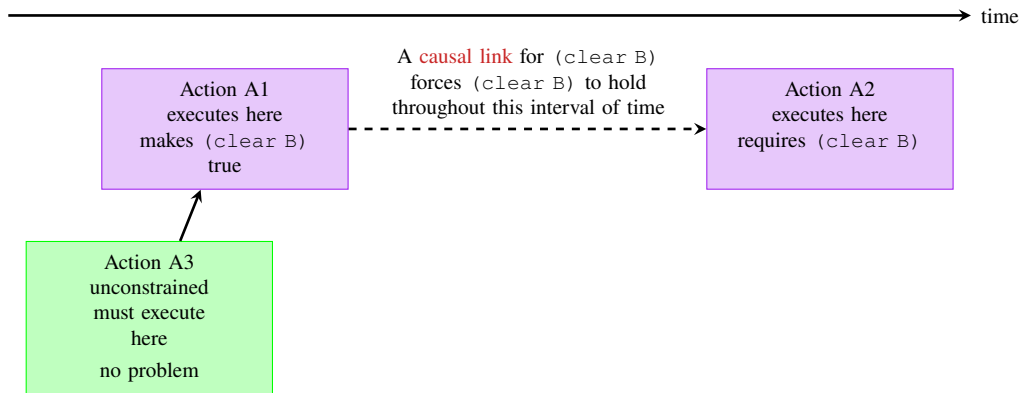 time
Action A1
executes here
makes (clear B)
true
A causal link for (clear B)
forces (clear B) to hold
throughout this interval of time
Action A2
executes here
requires (clear B)
Action A3
unconstrained
must execute
here
no problem